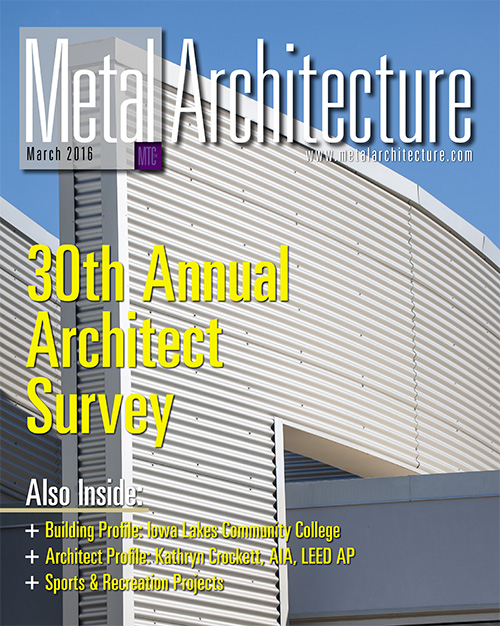 Metal Architecture
March 2016
MTC
www.metalarchitecture.com
30th Annual
Architect
Survey
Also Inside:
+ Building Profile: Iowa Lakes Community College
+ Architect Profile: Kathryn Crockett, AIA, LEED AP
+ Sports & Recreation Projects